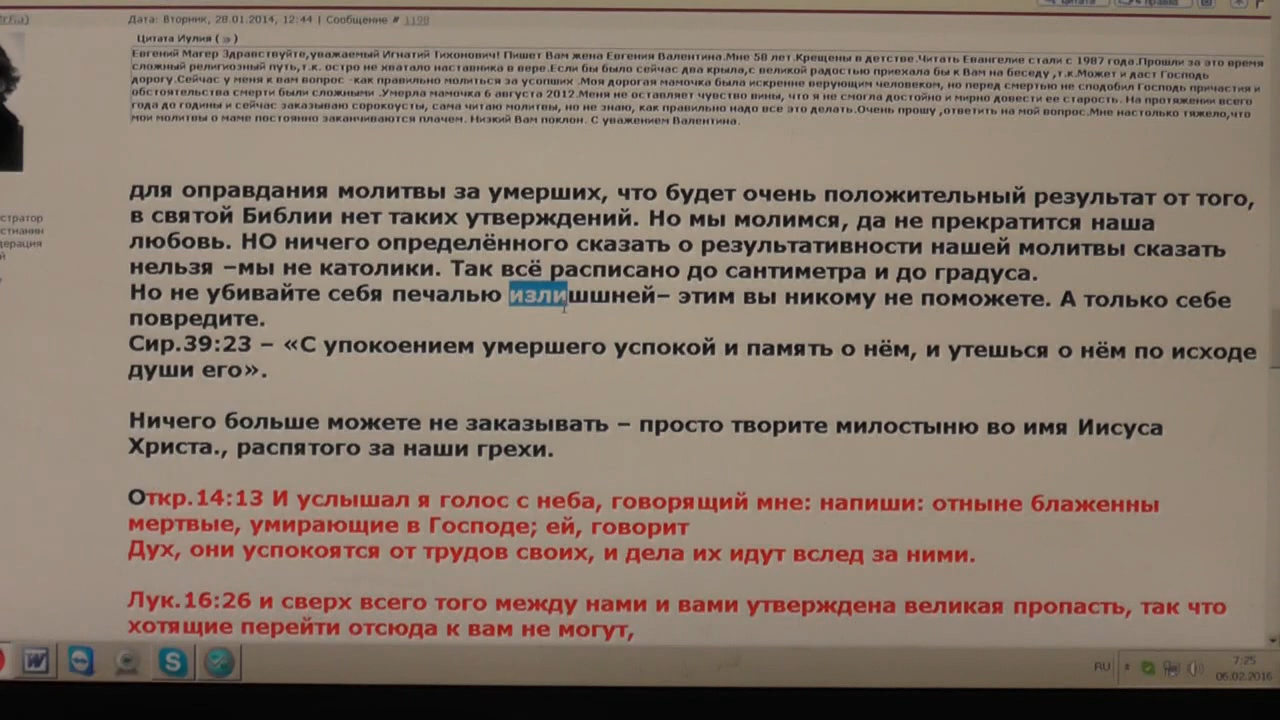 Дата: Вторник, 28.01.2014, 12:44 | Сообщение # 1198
Цитата Иулия ( )
Евгений Магер Здравствуйте,уважаемый Игнатий Тихонович! Пишет Вам жена Евгения Валентина.Мне 58 лет.Крещены в детстве.Читать Евангелие стали с 1987 года.Прошли за это время
сложный религиозный путь,т.к. остро не хватало наставника в вере.Если бы было сейчас два крыла,с великой радостью приехала бы к Вам на беседу ,т.к.Может и даст Господь
дорогу.Сейчас у меня к вам вопрос -как правильно молиться за усопших .Моя дорогая мамочка была искренне верующим человеком, но перед смертью не сподобил Господь причастия и
обстоятельства смерти были сложными .Умерла мамочка 6 августа 2012.Меня не оставляет чувство вины, что я не смогла достойно и мирно довести ее старость. На протяжении всего
года до годины и сейчас заказываю сорокоусты, сама читаю молитвы, но не знаю, как правильно надо все это делать.Очень прошу ,ответить на мой вопрос.Мне настолько тяжело,что
мои молитвы о маме постоянно заканчиваются плачем. Низкий Вам поклон. С уважением Валентина.
для оправдания молитвы за умерших, что будет очень положительный результат от того,
в святой Библии нет таких утверждений. Но мы молимся, да не прекратится наша
любовь. НО ничего определённого сказать о результативности нашей молитвы сказать
нельзя –мы не католики. Так всё расписано до сантиметра и до градуса.
Но не убивайте себя печалью излишшней– этим вы никому не поможете. А только себе
повредите.
Сир.39:23 – «С упокоением умершего успокой и память о нём, и утешься о нём по исходе
души его».
Ничего больше можете не заказывать – просто творите милостыню во имя Иисуса
Христа., распятого за наши грехи.
Откр.14:13 И услышал я голос с неба, говорящий мне: напиши: отныне блаженны
мертвые, умирающие в Господе; ей, говорит
Дух, они успокоятся от трудов своих, и дела их идут вслед за ними.
Лук.16:26 и сверх всего того между нами и вами утверждена великая пропасть, так что
хотящие перейти отсюда к вам не могут,
RU
7:25
06.02.2016